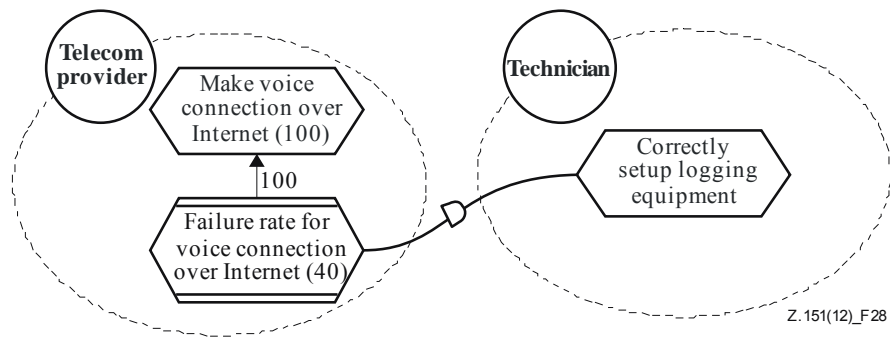 Telecom
provider
Make voice
connection over
Internet (100)
100
Failure rate for
voice connection
over Internet (40)
Technician
Correctly
setup logging
equipment
Z.151(12)_F28